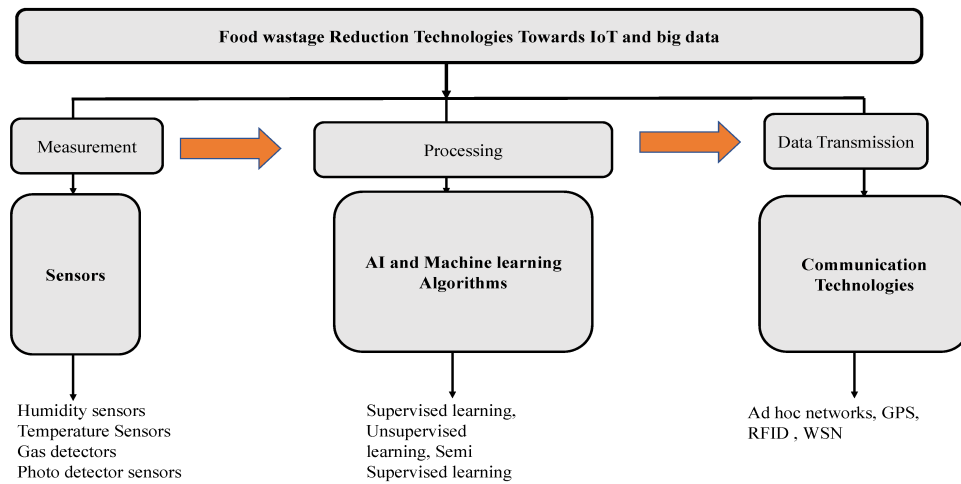 Food wastage Reduction Technologies Towards IoT and big data
Measurement
Processing
Data Transmission
Sensors
AI and Machine learning
Algorithms
Communication
Technologies
Humidity sensors
Temperature Sensors
Gas detectors
Photo detector sensors
Supervised learning,
Unsupervised
learning, Semi
Supervised learning
Ad hoc networks, GPS,
RFID , WSN